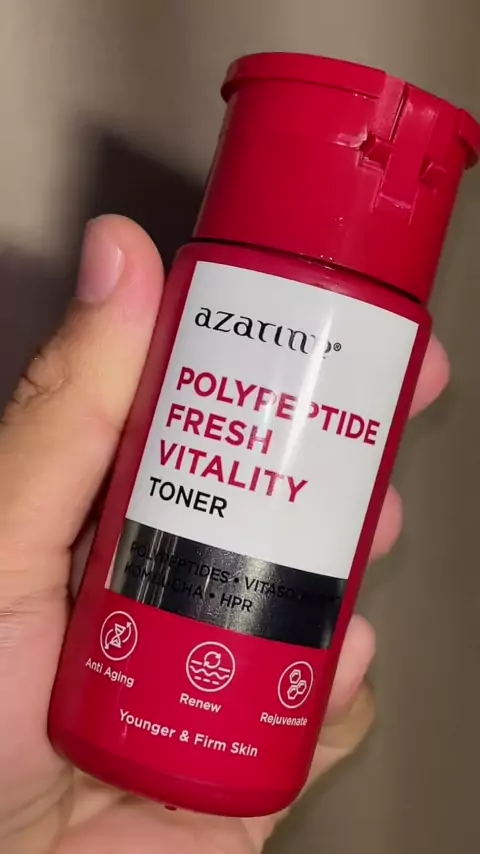 azarine®
POLYPEPTIDE
FRESH
VITALITY
TONER
POLYPEPTIDES •
KOMBUCHA • HPR
Anti Aging
Renew
Rejuvenate
Younger & Firm Skin